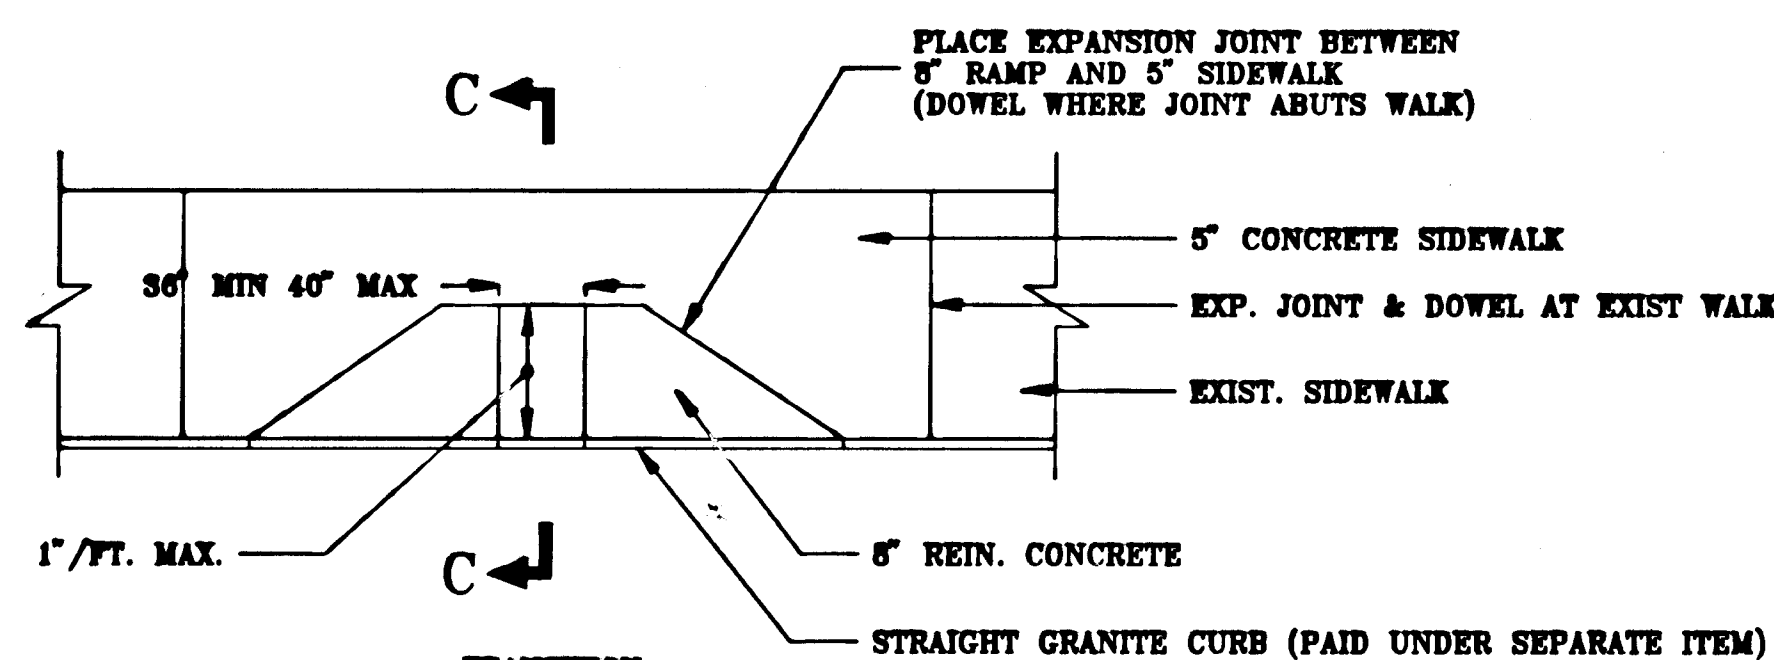 PLACE EXPANSION JOINT BETWEEN
8" RAMP AND 5" SIDEWALK
(DOWEL WHERE JOINT ABUTS WALK)
C
5" CONCRETE SIDEWALK
36" MIN 40" MAX
EXP. JOINT & DOWEL AT EXIST WALK
EXIST. SIDEWALK
1"/FT. MAX.
C
8" REIN. CONCRETE
STRAIGHT GRANITE CURB (PAID UNDER SEPARATE ITEM)